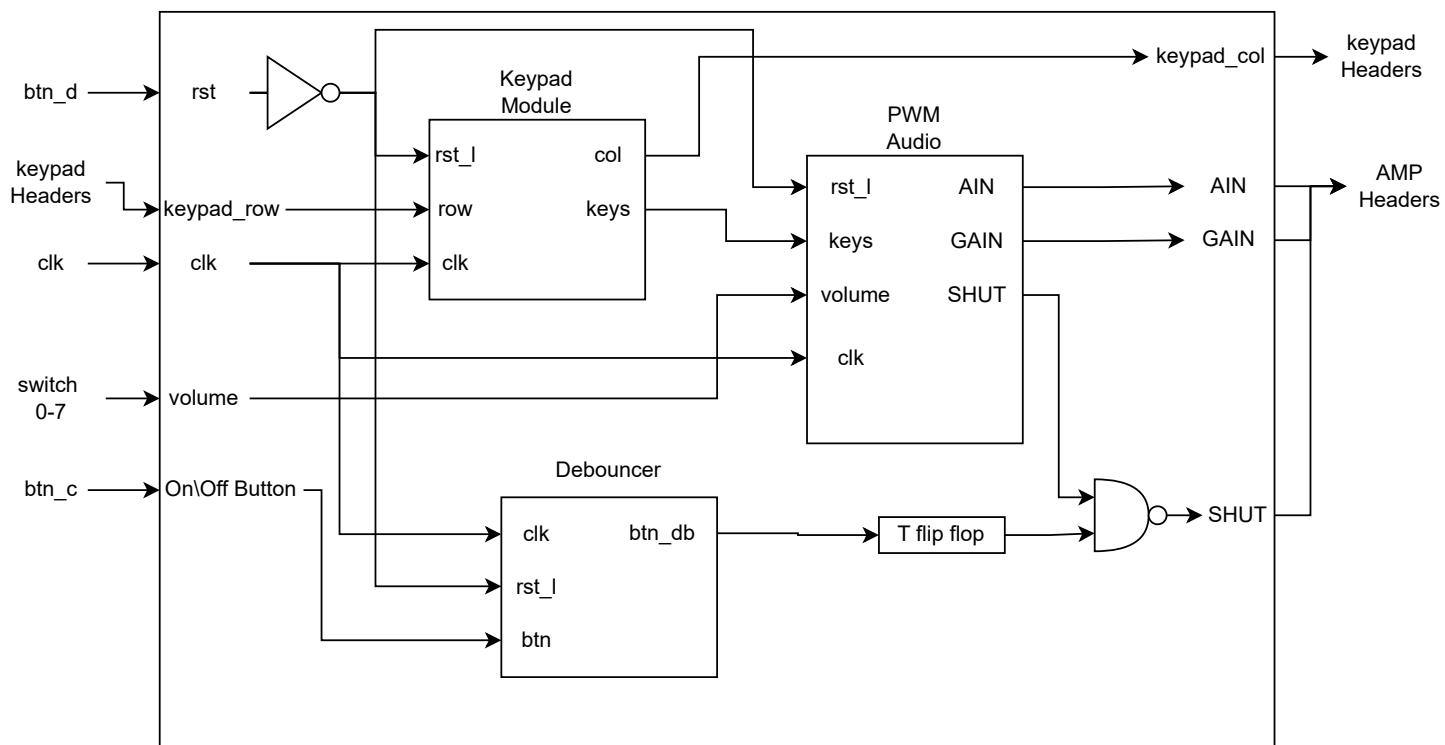 keypad
Headers
keypad_col
Keypad
Module
btn_d
rst
PWM
Audio
rst_l
col
keypad
Headers
rst_l
AIN
AIN
AMP
Headers
keypad_row
row
keys
keys
GAIN
GAIN
clk
clk
clk
volume
SHUT
clk
switch
0-7
volume
Debouncer
btn_c
On\Off Button
SHUT
clk
btn_db
T flip flop
rst_l
btn